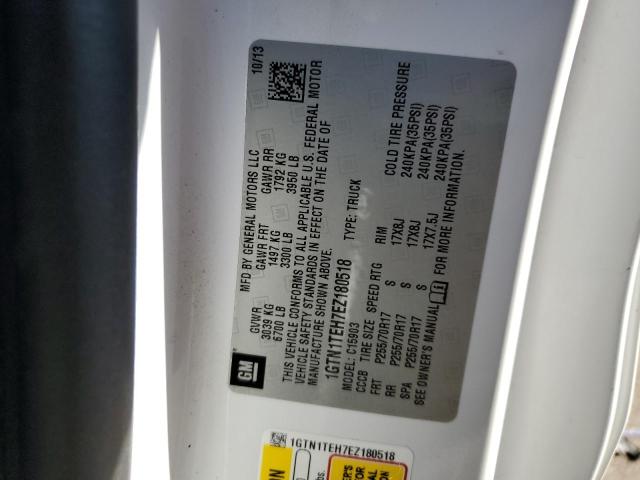 GM
MFD BY GENERAL MOTORS LLC
10/13
GVWR GAWR FRT GAWR RR
3039 KG 1497 KG 1792 KG
6700 LB 3300 LB 3950 LB
THIS VEHICLE CONFORMS TO ALL APPLICABLE U.S. FEDERAL MOTOR
VEHICLE SAFETY STANDARDS IN EFFECT ON THE DATE OF
MANUFACTURE SHOWN ABOVE.
1GTN1TEH7EZ180518 TYPE: TRUCK
MODEL: C15903
CGCB TIRE SIZE SPEED RTG RIM COLD TIRE PRESSURE
FRT P255/70R17 S 17X8J 240KPA(35PSI)
RR P255/70R17 S 17X8J 240KPA(35PSI)
SPA P255/70R17 S 17X7.5J 240KPA(35PSI)
SEE OWNER'S MANUAL FOR MORE INFORMATION.
1GTN1TEH7EZ180518